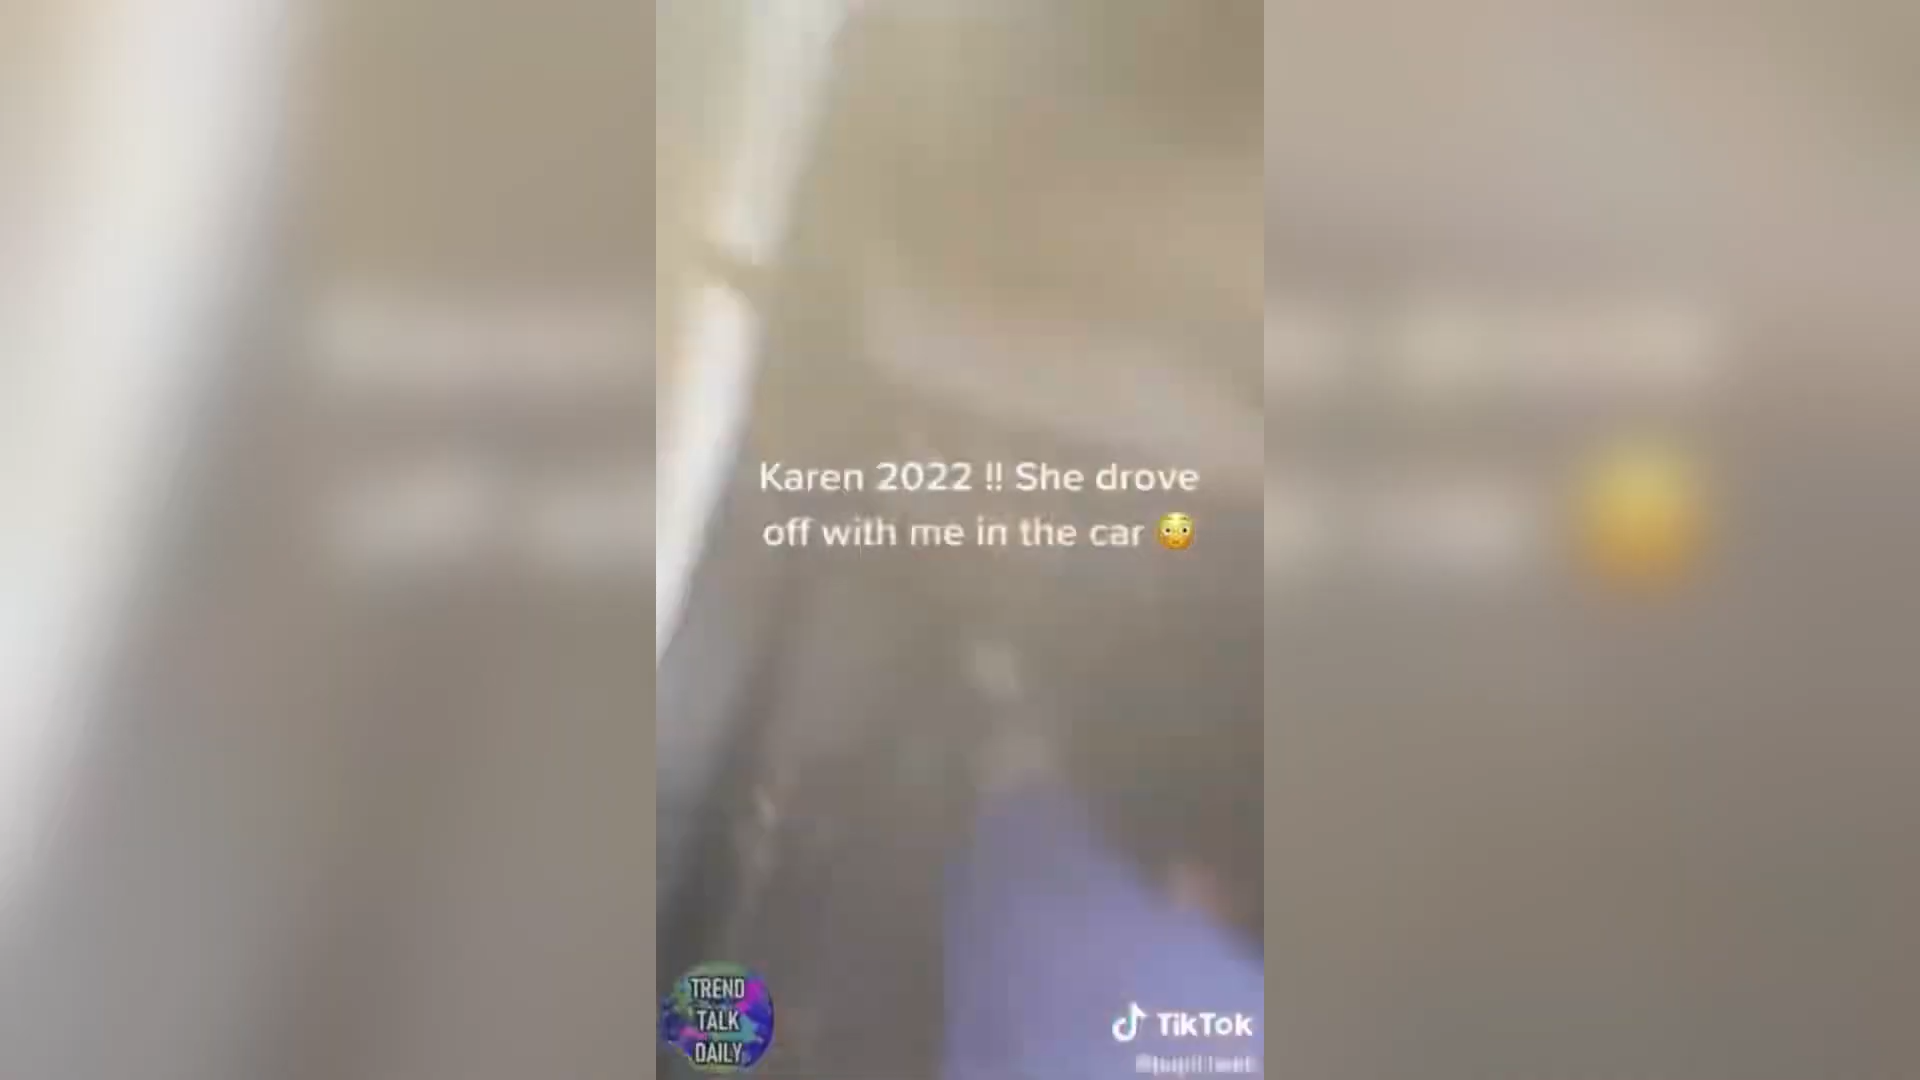 Karen 2022 !! She drove
off with me in the car 😳
TREND
TALK
DAILY
TikTok